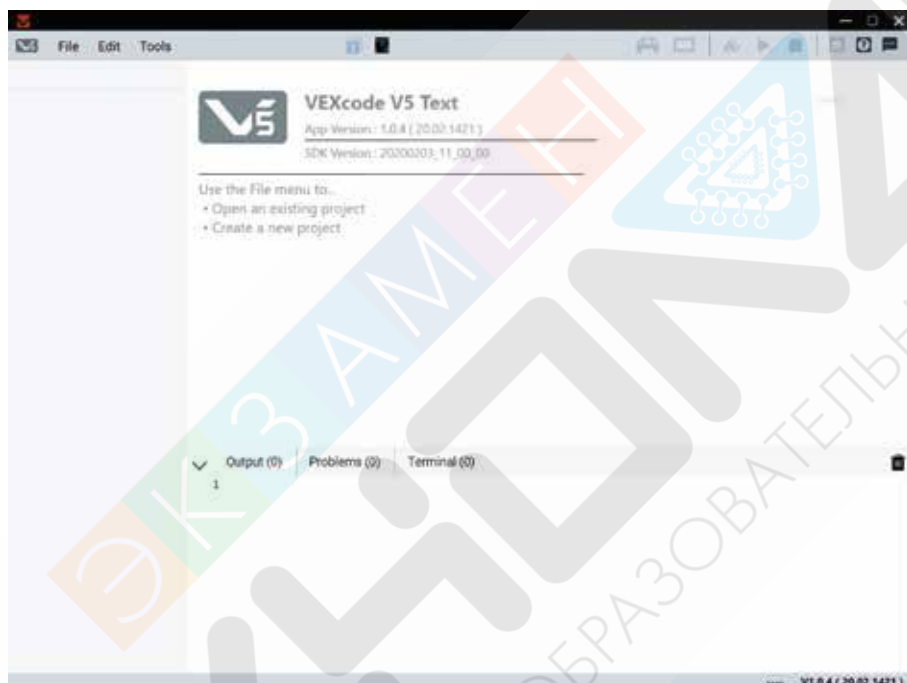 File Edit Tools
V5
VEXcode V5 Text
App Version : 1.0.4 ( 20.02.1421 )
SDK Version : 20200203_11_00_00
Use the File menu to..
• Open an existing project
• Create a new project
ЭКЗАМЕН
Output (0) Problems (0) Terminal (0)
1
V1.0.4 ( 20.02.1421 )